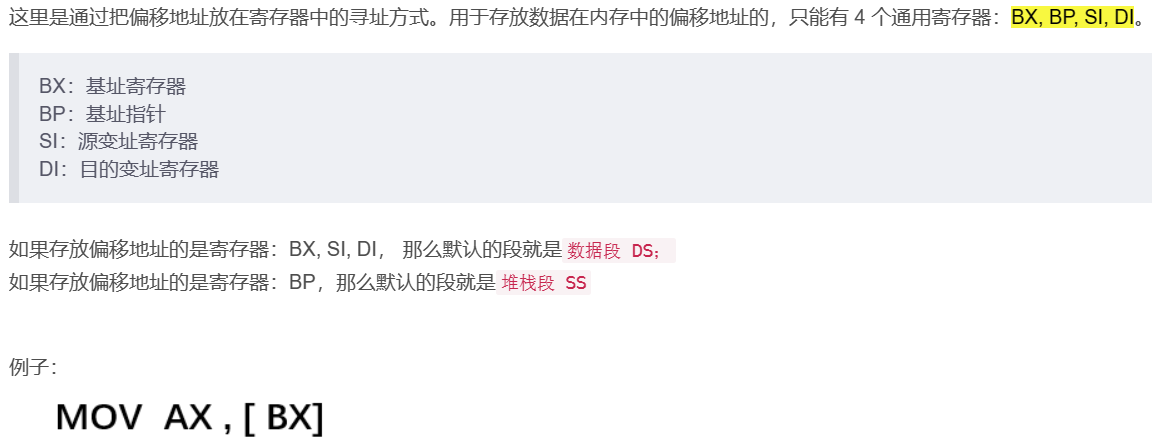 这里是通过把偏移地址放在寄存器中的寻址方式。用于存放数据在内存中的偏移地址的，只能有 4 个通用寄存器：BX, BP, SI, DI。
BX：基址寄存器
BP：基址指针
SI：源变址寄存器
DI：目的变址寄存器
如果存放偏移地址的是寄存器：BX, SI, DI， 那么默认的段就是 数据段 DS；
如果存放偏移地址的是寄存器：BP，那么默认的段就是 堆栈段 SS
例子：
MOV AX , [ BX]